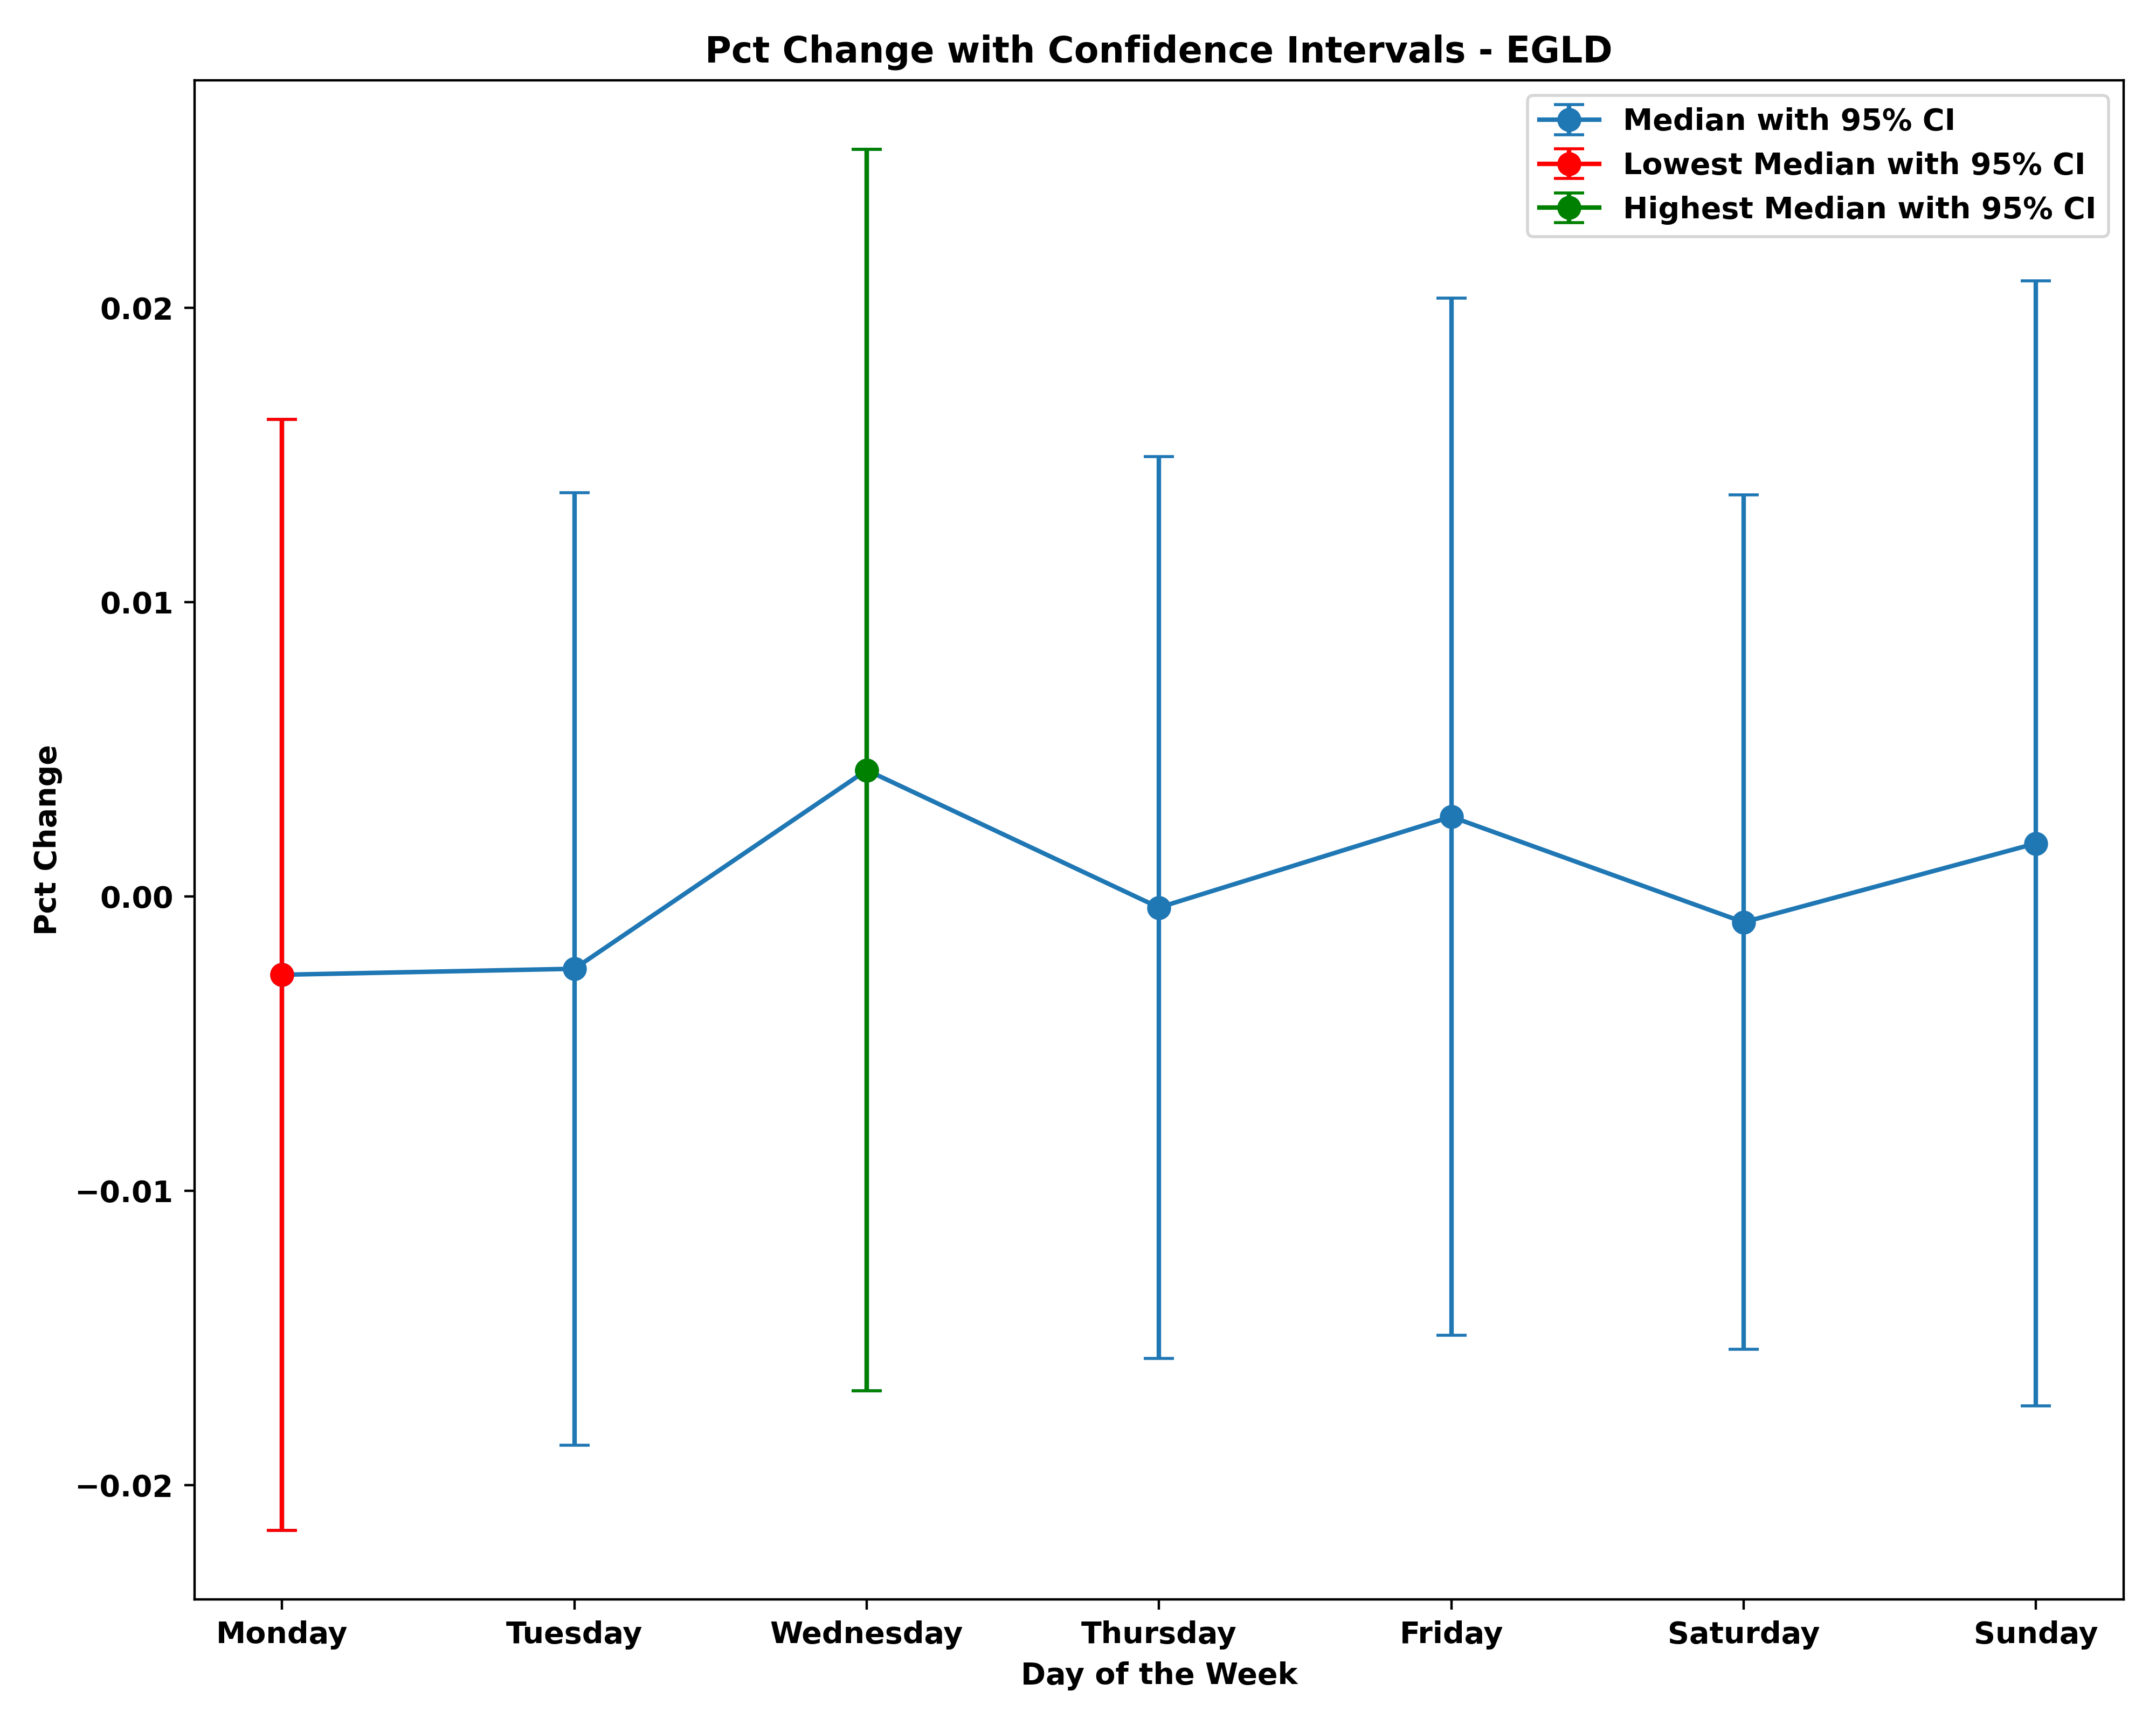 Pct Change with Confidence Intervals - EGLD
Median with 95% CI
Lowest Median with 95% CI
Highest Median with 95% CI
Pct Change
0.02
0.01
0.00
−0.01
−0.02
Monday Tuesday Wednesday Thursday Friday Saturday Sunday
Day of the Week